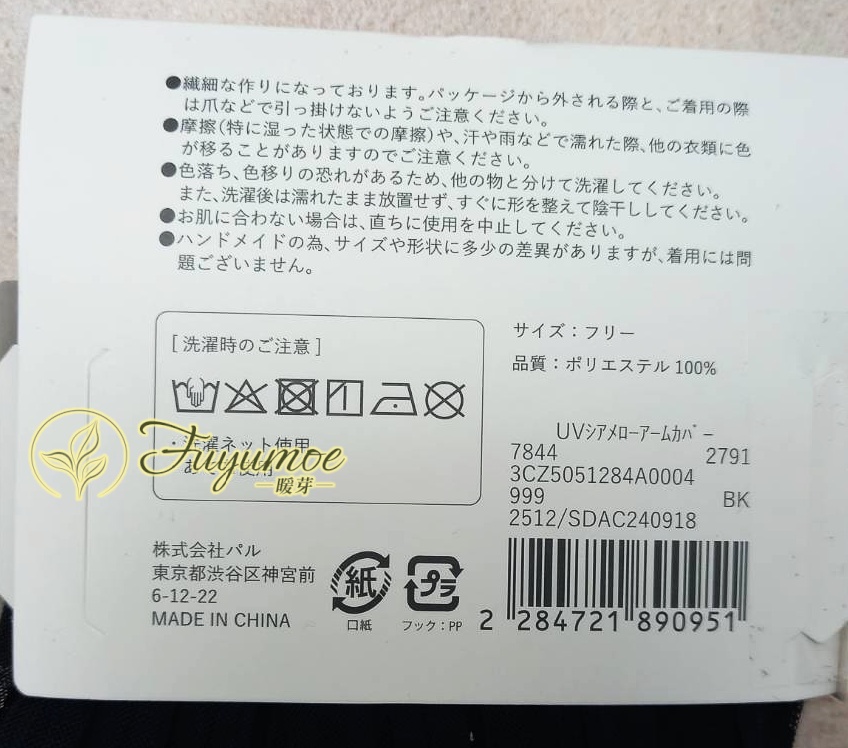 ●繊細な作りになっております。パッケージから外される際と、ご着用の際
は爪などで引っ掛けないようご注意ください。
●摩擦(特に湿った状態での摩擦)や、汗や雨などで濡れた際、他の衣類に色
が移ることがありますのでご注意ください。
●色落ち、色移りの恐れがあるため、他の物と分けて洗濯してください。
また、洗濯後は濡れたまま放置せず、すぐに形を整えて陰干ししてください。
●お肌に合わない場合は、直ちに使用を中止してください。
●ハンドメイドの為、サイズや形状に多少の差異がありますが、着用には問
題ございません。
[洗濯時のご注意]
・洗濯ネット使用
Fuyumoe
暖芽
サイズ：フリー
品質：ポリエステル100%
UVシアメローアームカバー
7844 2791
3CZ5051284A0004
999 BK
2512/SDAC240918
2 284721 890951
株式会社パル
東京都渋谷区神宮前
6-12-22
MADE IN CHINA
紙
口紙
プラ
フック：PP